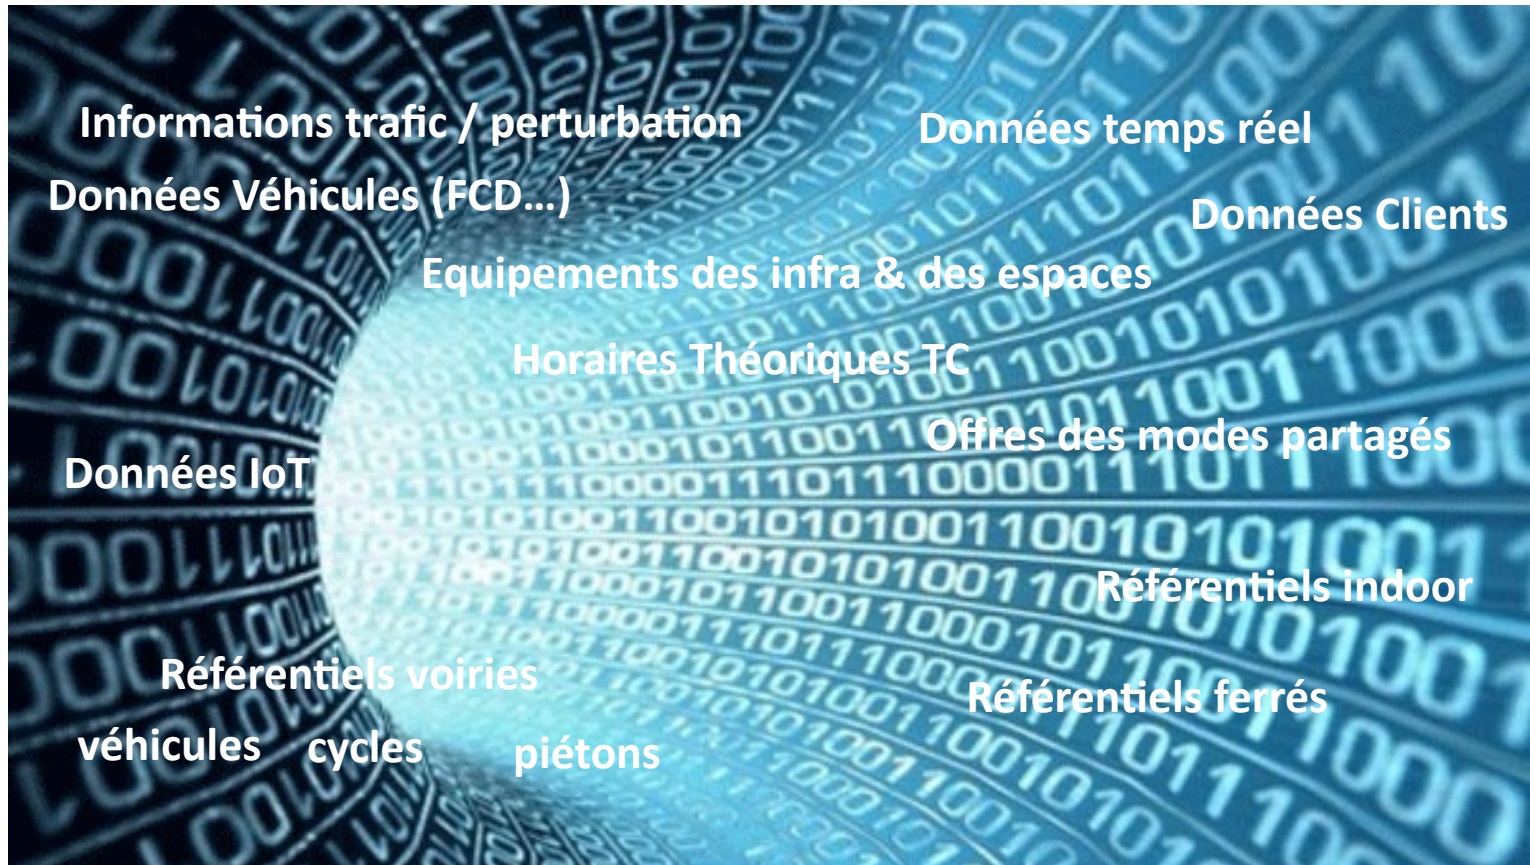 Informations trafic / perturbation
Données temps réel
Données Véhicules (FCD...)
Données Clients
Equipements des infra & des espaces
Horaires Théoriques TC
Offres des modes partagés
Données IoT
Référentiels indoor
Référentiels voiries
Référentiels ferrés
véhicules cycles piétons